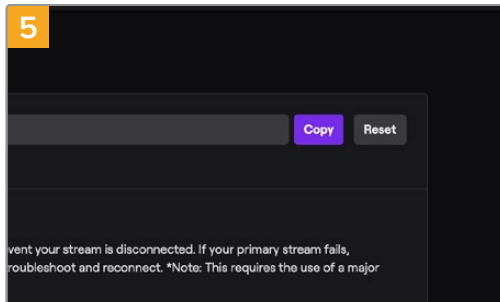 5
Copy Reset
vent your stream is disconnected. If your primary stream fails,
roubleshoot and reconnect. *Note: This requires the use of a major